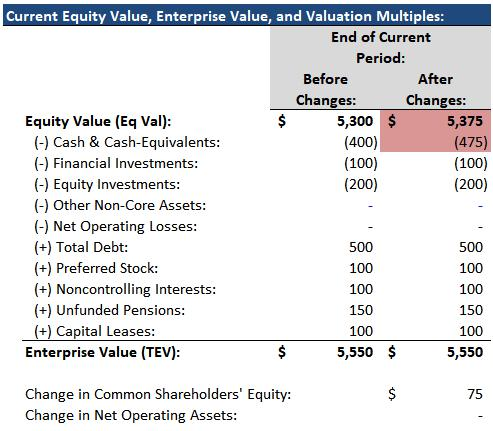 Current Equity Value, Enterprise Value, and Valuation Multiples:
End of Current
Period:
Before After
Changes: Changes:
Equity Value (Eq Val): $ 5,300 $ 5,375
(-) Cash & Cash-Equivalents: (400) (475)
(-) Financial Investments: (100) (100)
(-) Equity Investments: (200) (200)
(-) Other Non-Core Assets: - -
(-) Net Operating Losses: - -
(+) Total Debt: 500 500
(+) Preferred Stock: 100 100
(+) Noncontrolling Interests: 100 100
(+) Unfunded Pensions: 150 150
(+) Capital Leases: 100 100
Enterprise Value (TEV): $ 5,550 $ 5,550
Change in Common Shareholders' Equity: $ 75
Change in Net Operating Assets: -